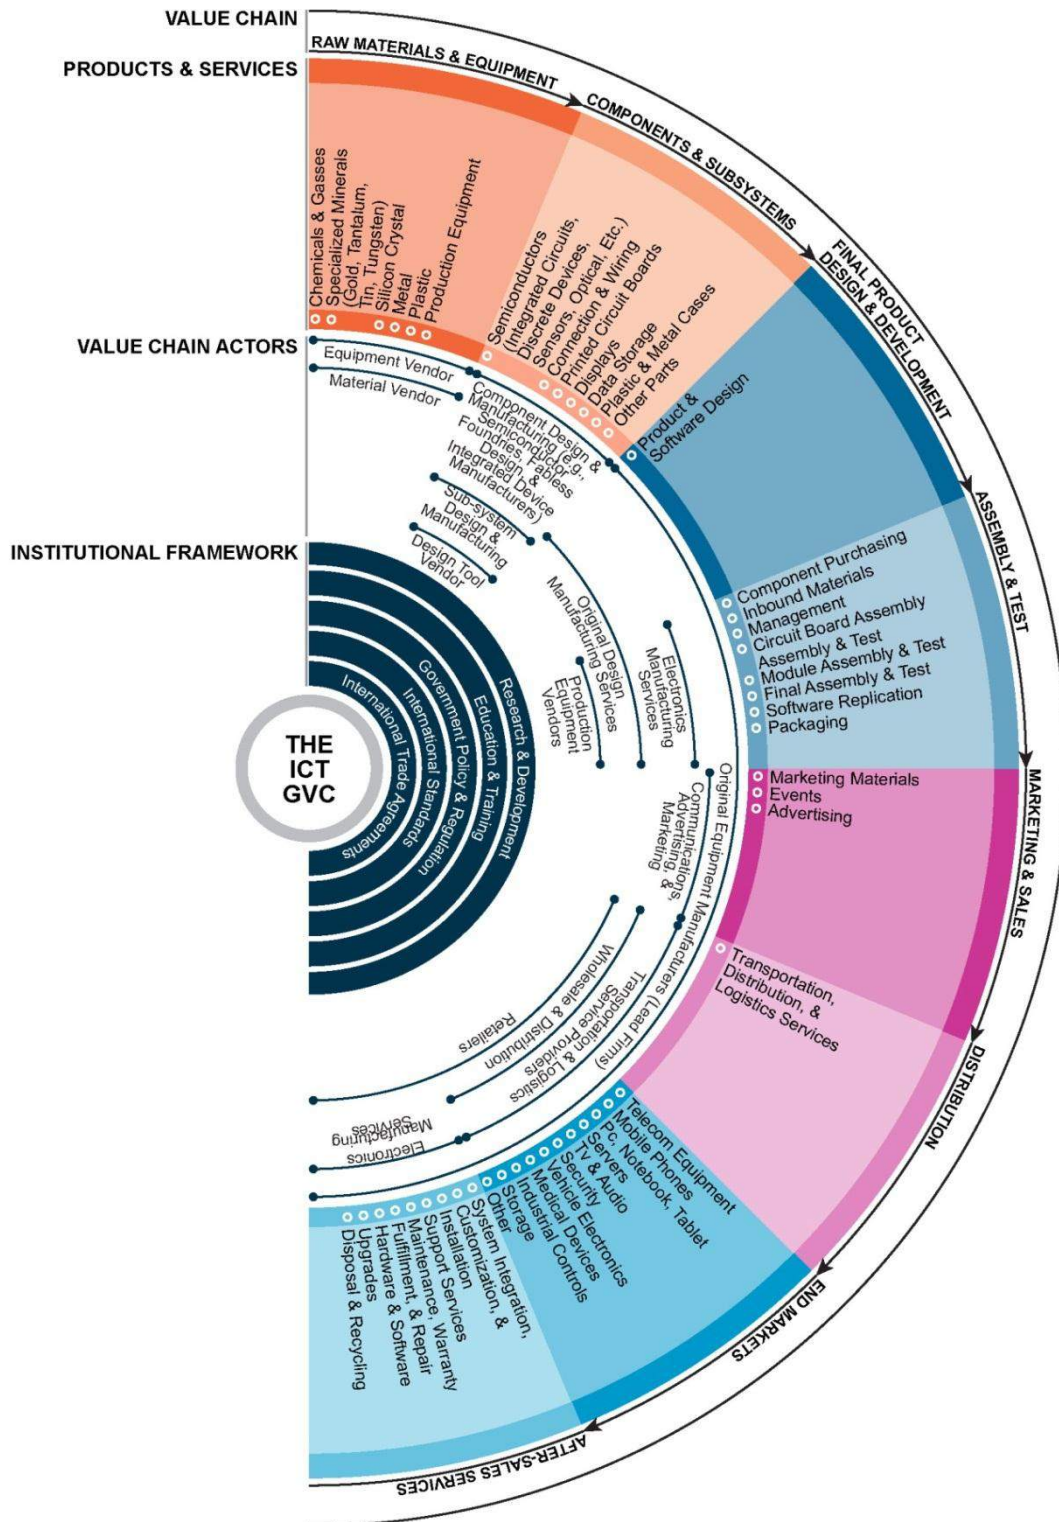 VALUE CHAIN
RAW MATERIALS & EQUIPMENT
COMPONENTS & SUBSYSTEMS
FINAL PRODUCT
DESIGN & DEVELOPMENT
ASSEMBLY & TEST
MARKETING & SALES
DISTRIBUTION
END MARKETS
AFTER-SALES SERVICES
PRODUCTS & SERVICES
Chemicals & Gasses
Specialized Minerals
(Gold, Tantalum,
Tin, Tungsten)
Silicon Crystal
Metal
Plastic
Production Equipment
Semiconductors
(Integrated Circuits,
Discrete Devices,
Sensors, Optical, Etc.)
Connection & Wiring
Printed Circuit Boards
Displays
Data Storage
Plastic & Metal Cases
Other Parts
Product &
Software Design
Component Purchasing
Inbound Materials
Management
Circuit Board Assembly
Assembly & Test
Module Assembly & Test
Final Assembly & Test
Software Replication
Packaging
Marketing Materials
Events
Advertising
Transportation,
Distribution, &
Logistics Services
Telecom Equipment
Mobile Phones
Pc, Notebook, Tablet
Servers
Tv & Audio
Security
Vehicle Electronics
Medical Devices
Industrial Controls
Storage
Other
System Integration,
Customization, &
Installation
Support Services
Maintenance, Warranty
Fulfillment, & Repair
Hardware & Software
Upgrades
Disposal & Recycling
VALUE CHAIN ACTORS
Equipment Vendor
Material Vendor
Component Design &
Manufacturing (e.g.,
Semiconductor
Foundries, Fabless
Design, &
Integrated Device
Manufacturers)
Sub-system
Design &
Manufacturing
Design Tool
Vendor
Original Design
Manufacturing Services
Production
Equipment
Vendors
Electronics
Manufacturing
Services
Original Equipment Manufacturers (Lead Firms)
Communications,
Advertising, &
Marketing
Transportation & Logistics
Service Providers
Wholesale & Distribution
Retailers
Electronics
Manufacturing
Services
INSTITUTIONAL FRAMEWORK
Research & Development
Education & Training
Government Policy & Regulation
International Standards
International Trade Agreements
THE
ICT
GVC